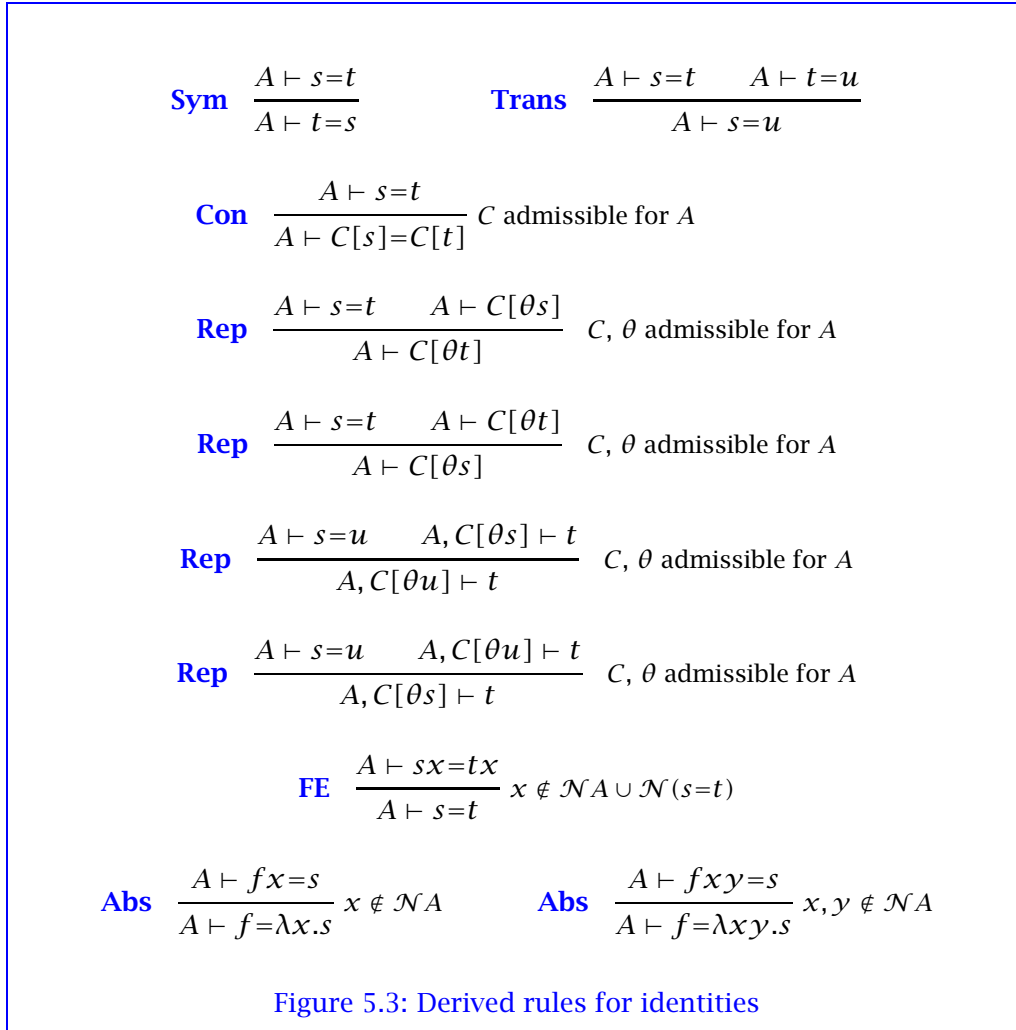 Sym A ⊢ s=t Trans A ⊢ s=t A ⊢ t=u
A ⊢ t=s A ⊢ s=u
Con A ⊢ s=t
A ⊢ C[s]=C[t] C admissible for A
Rep A ⊢ s=t A ⊢ C[θs] C, θ admissible for A
A ⊢ C[θt]
Rep A ⊢ s=t A ⊢ C[θt] C, θ admissible for A
A ⊢ C[θs]
Rep A ⊢ s=u A, C[θs] ⊢ t C, θ admissible for A
A, C[θu] ⊢ t
Rep A ⊢ s=u A, C[θu] ⊢ t C, θ admissible for A
A, C[θs] ⊢ t
FE A ⊢ sx=tx x ∉ 𝒩A ∪ 𝒩(s=t)
A ⊢ s=t
Abs A ⊢ fx=s x ∉ 𝒩A Abs A ⊢ fxy=s x, y ∉ 𝒩A
A ⊢ f=λx.s A ⊢ f=λxy.s
Figure 5.3: Derived rules for identities